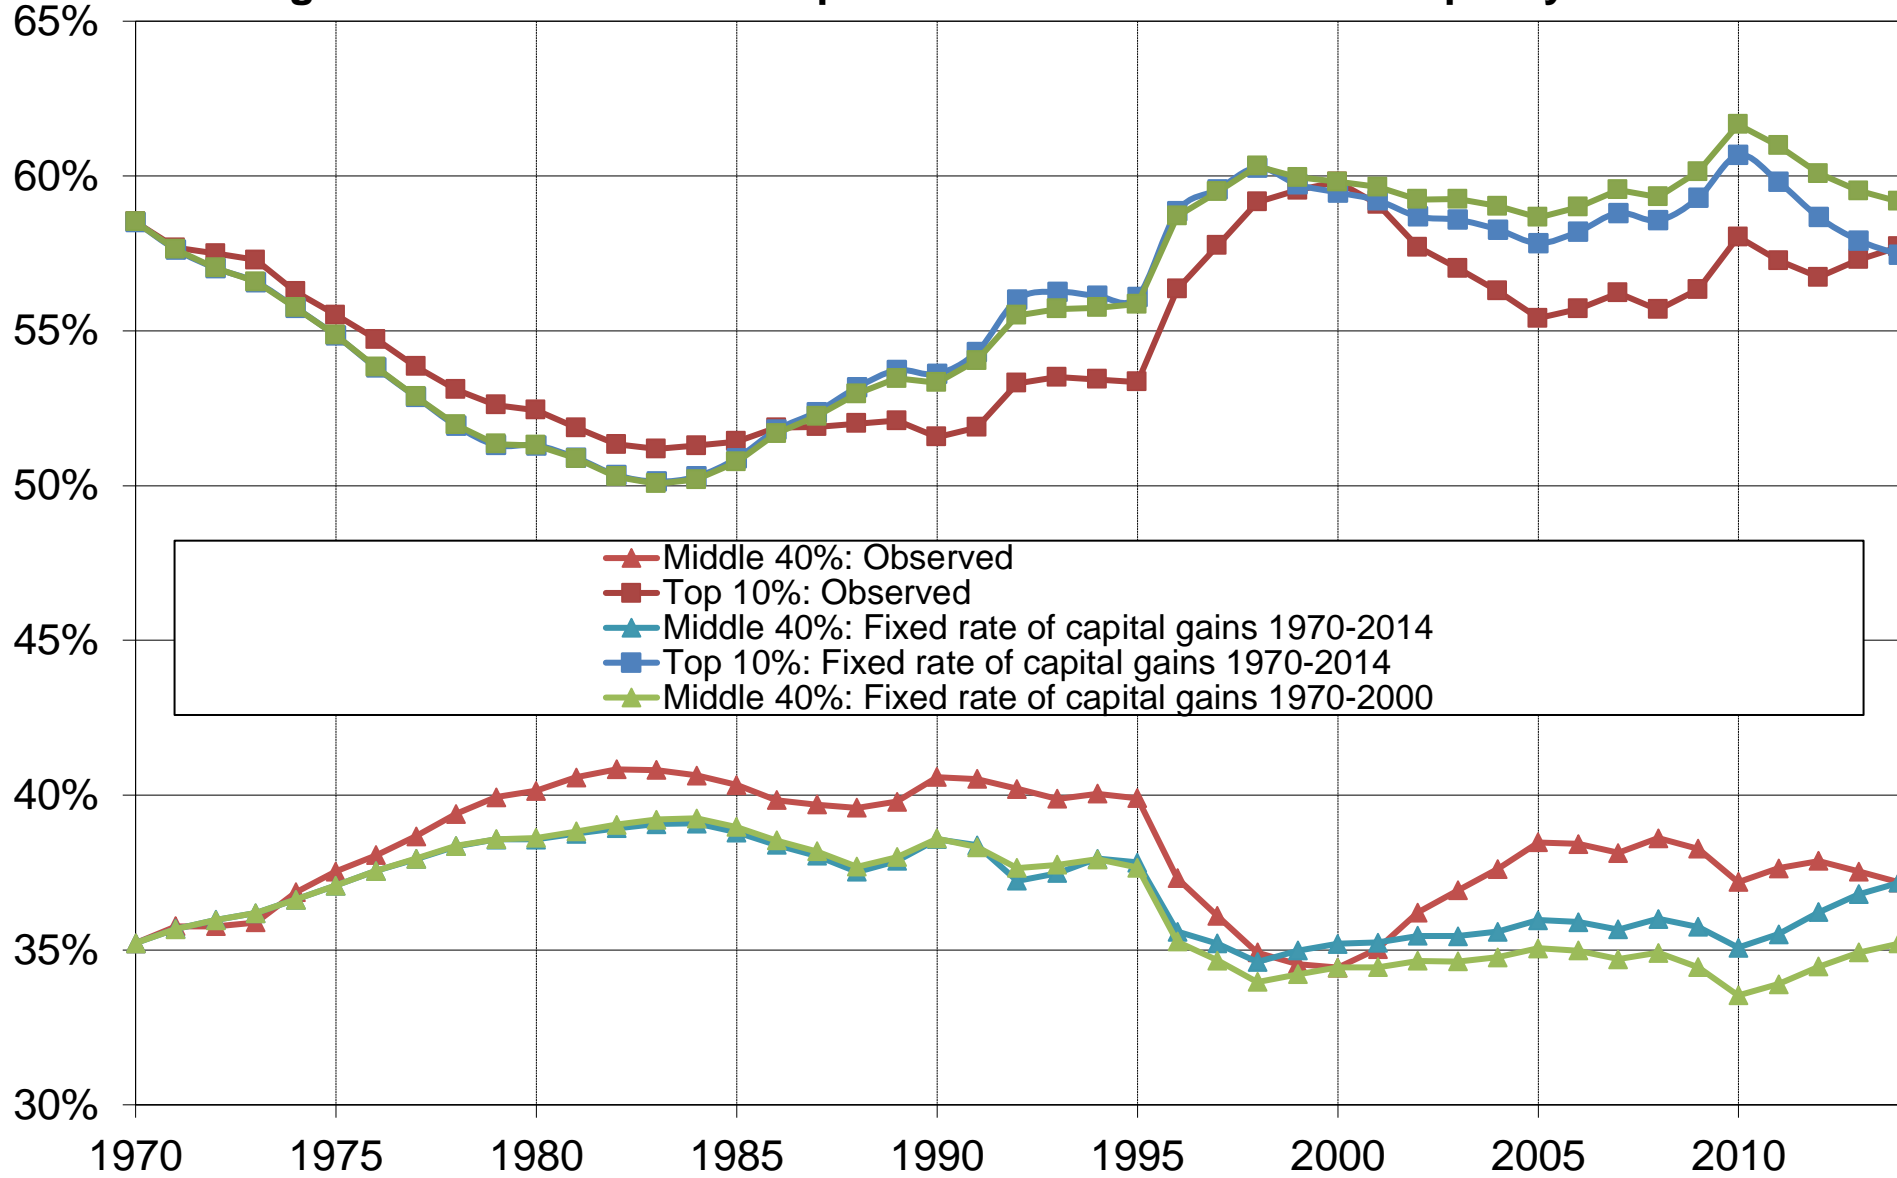 65%
60%
55%
50%
45%
40%
35%
30%
Middle 40%: Observed
Top 10%: Observed
Middle 40%: Fixed rate of capital gains 1970-2014
Top 10%: Fixed rate of capital gains 1970-2014
Middle 40%: Fixed rate of capital gains 1970-2000
1970 1975 1980 1985 1990 1995 2000 2005 2010